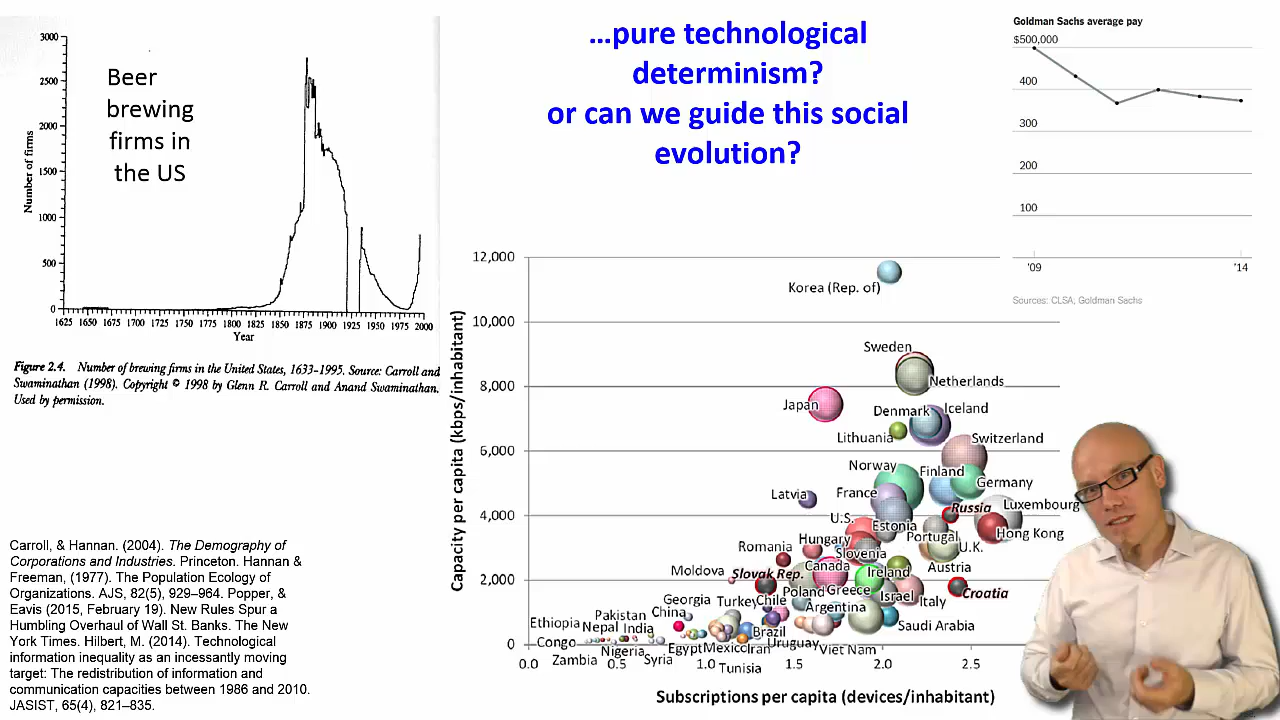 …pure technological
determinism?
or can we guide this social
evolution?
Beer
brewing
firms in
the US
Number of firms
3000
2500
2000
1500
1000
500
0
1625 1650 1675 1700 1725 1750 1775 1800 1825 1850 1875 1900 1925 1950 1975 2000
Year
Figure 2.4. Number of brewing firms in the United States, 1633-1995. Source: Carroll and
Swaminathan (1998). Copyright © 1998 by Glenn R. Carroll and Anand Swaminathan.
Used by permission.
Goldman Sachs average pay
$500,000
400
300
200
100
'09 '14
Sources: CLSA; Goldman Sachs
Capacity per capita (kbps/inhabitant)
12,000
10,000
8,000
6,000
4,000
2,000
0
Korea (Rep. of)
Sweden
Netherlands
Japan
Denmark
Iceland
Lithuania
Switzerland
Norway
Finland
Germany
Latvia
France
Russia
Luxembourg
U.S.
Estonia
Portugal
Hong Kong
Hungary
U.K.
Romania
Slovenia
Austria
Moldova
Slovak Rep.
Canada
Ireland
Poland
Greece
Israel
Italy
Croatia
Georgia
Turkey
Chile
Argentina
Saudi Arabia
Pakistan
China
Ethiopia
Nepal
India
Brazil
Uruguay
Viet Nam
Congo
Nigeria
Egypt
Mexico
Iran
Zambia
Syria
Tunisia
0.0 0.5 1.0 1.5 2.0 2.5
Subscriptions per capita (devices/inhabitant)
Carroll, & Hannan. (2004). The Demography of
Corporations and Industries. Princeton. Hannan &
Freeman, (1977). The Population Ecology of
Organizations. AJS, 82(5), 929–964. Popper, &
Eavis (2015, February 19). New Rules Spur a
Humbling Overhaul of Wall St. Banks. The New
York Times. Hilbert, M. (2014). Technological
information inequality as an incessantly moving
target: The redistribution of information and
communication capacities between 1986 and 2010.
JASIST, 65(4), 821–835.